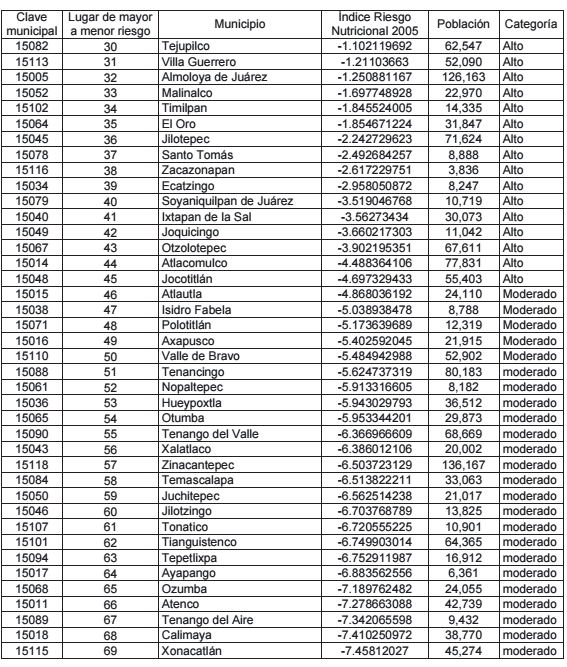 Clave municipal Lugar de mayor a menor riesgo Municipio Índice Riesgo Nutricional 2005 Población Categoría
15082 30 Tejupilco -1.102119692 62,547 Alto
15113 31 Villa Guerrero -1.21103663 52,090 Alto
15005 32 Almoloya de Juárez -1.250881167 126,163 Alto
15052 33 Malinalco -1.697748928 22,970 Alto
15102 34 Timilpan -1.845524005 14,335 Alto
15064 35 El Oro -1.854671224 31,847 Alto
15045 36 Jilotepec -2.242729623 71,624 Alto
15078 37 Santo Tomás -2.492684257 8,888 Alto
15116 38 Zacazonapan -2.617229751 3,836 Alto
15034 39 Ecatzingo -2.958050872 8,247 Alto
15079 40 Soyaniquilpan de Juárez -3.519046768 10,719 Alto
15040 41 Ixtapan de la Sal -3.56273434 30,073 Alto
15049 42 Joquicingo -3.660217303 11,042 Alto
15067 43 Otzolotepec -3.902195351 67,611 Alto
15014 44 Atlacomulco -4.488364106 77,831 Alto
15048 45 Jocotitlán -4.697329433 55,403 Alto
15015 46 Atlautla -4.868036192 24,110 Moderado
15038 47 Isidro Fabela -5.038938478 8,788 Moderado
15071 48 Polotitlán -5.173639689 12,319 Moderado
15016 49 Axapusco -5.402592045 21,915 Moderado
15110 50 Valle de Bravo -5.484942988 52,902 Moderado
15088 51 Tenancingo -5.624737319 80,183 moderado
15061 52 Nopaltepec -5.913316605 8,182 moderado
15036 53 Hueypoxtla -5.943029793 36,512 moderado
15065 54 Otumba -5.953344201 29,873 moderado
15090 55 Tenango del Valle -6.366966609 68,669 moderado
15043 56 Xalatlaco -6.386012106 20,002 moderado
15118 57 Zinacantepec -6.503723129 136,167 moderado
15084 58 Temascalapa -6.513822211 33,063 moderado
15050 59 Juchitepec -6.562514238 21,017 moderado
15046 60 Jilotzingo -6.703768789 13,825 moderado
15107 61 Tonatico -6.720555225 10,901 moderado
15101 62 Tianguistenco -6.749903014 64,365 moderado
15094 63 Tepetlixpa -6.752911987 16,912 moderado
15017 64 Ayapango -6.883562556 6,361 moderado
15068 65 Ozumba -7.189762482 24,055 moderado
15011 66 Atenco -7.278663088 42,739 moderado
15089 67 Tenango del Aire -7.342065598 9,432 moderado
15018 68 Calimaya -7.410250972 38,770 moderado
15115 69 Xonacatlán -7.45812027 45,274 moderado